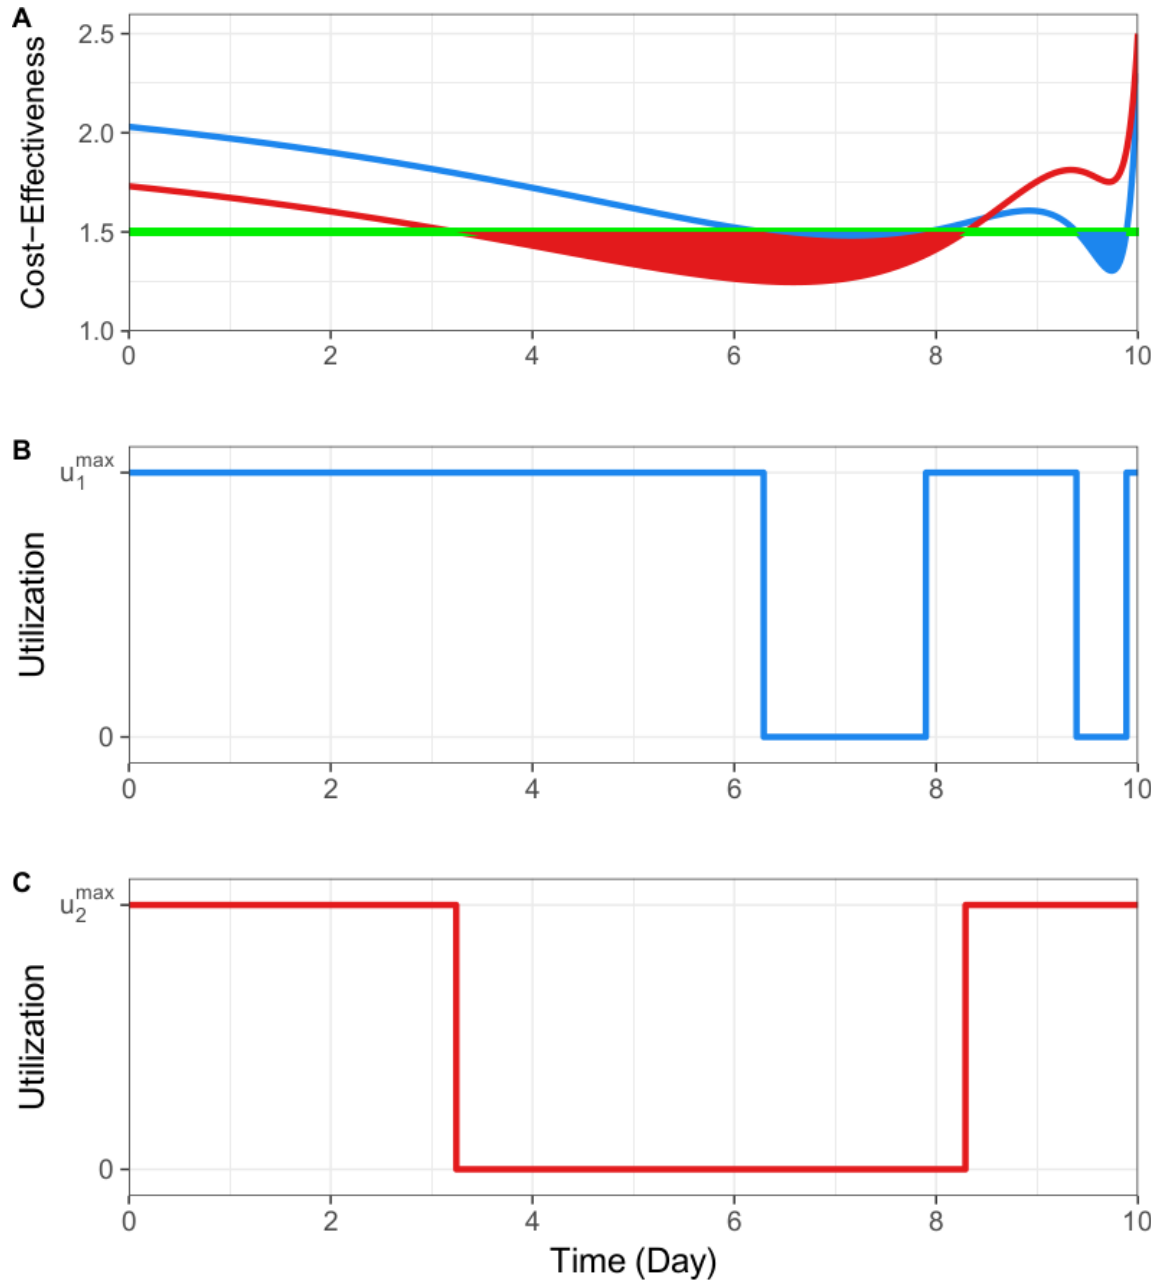 A
Cost−Effectiveness
2.5
2.0
1.5
1.0
0 2 4 6 8 10
B
Utilization
u₁ᵐᵃˣ
0
0 2 4 6 8 10
C
Utilization
u₂ᵐᵃˣ
0
0 2 4 6 8 10
Time (Day)